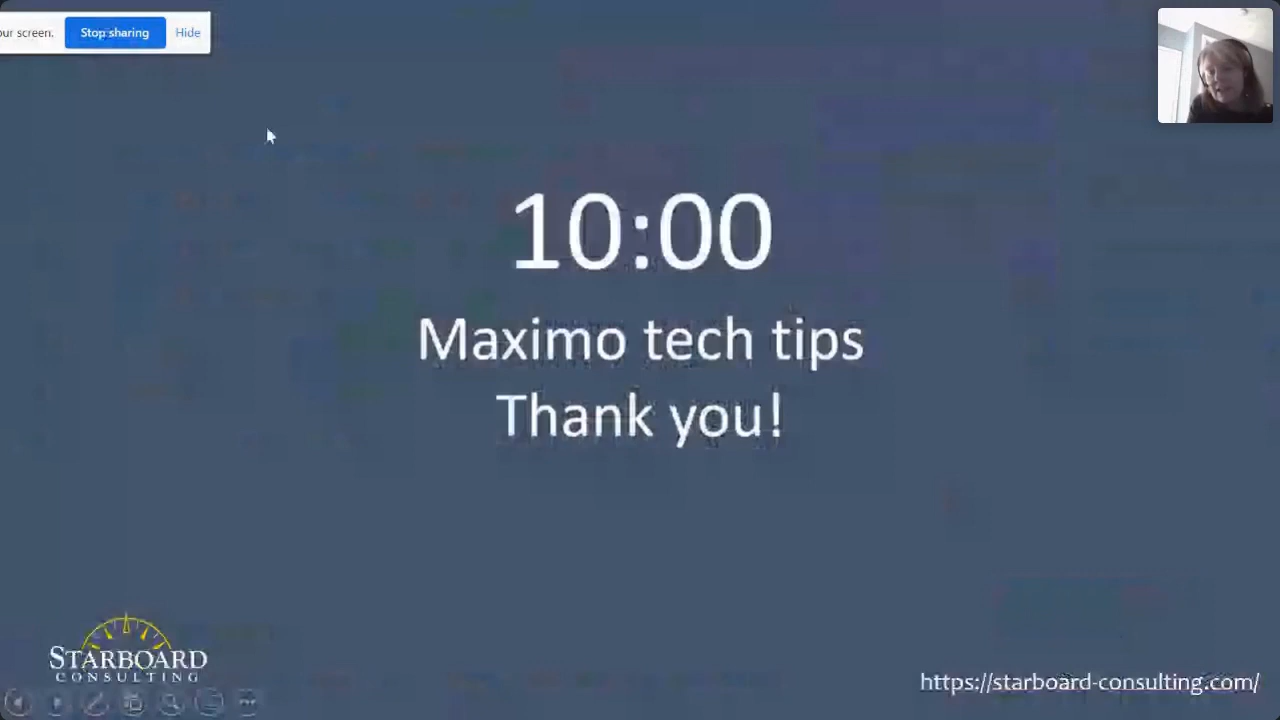 our screen.
Stop sharing
Hide
10:00
Maximo tech tips
Thank you!
STARBOARD
CONSULTING
https://starboard-consulting.com/